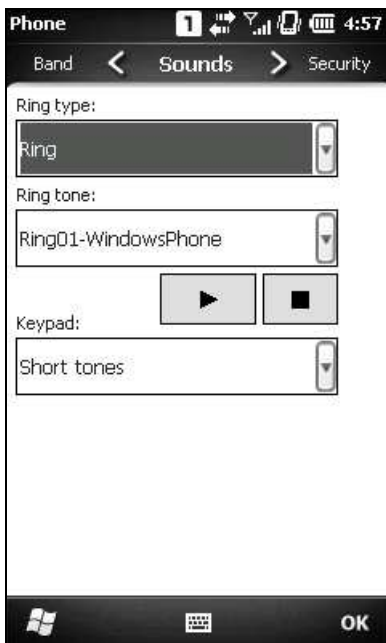 Phone 1 4:57
Band Sounds Security
Ring type:
Ring
Ring tone:
Ring01-WindowsPhone
Keypad:
Short tones
OK